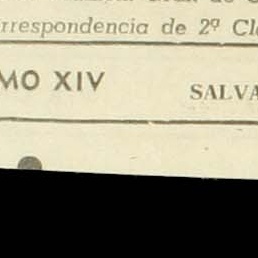 rrespondencia de 2ª Cl
MO XIV
SALVA